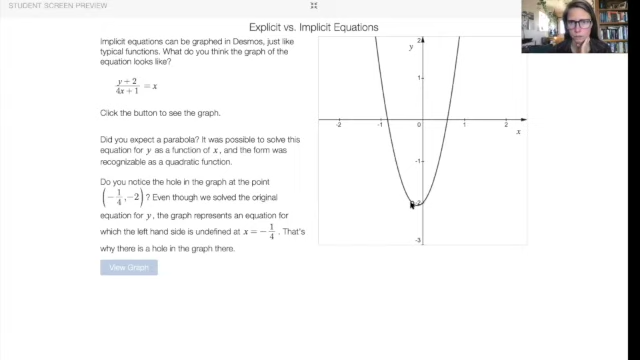 STUDENT SCREEN PREVIEW
Explicit vs. Implicit Equations
Implicit equations can be graphed in Desmos, just like
typical functions. What do you think the graph of the
equation looks like?
(y + 2)/(4x + 1) = x
Click the button to see the graph.
Did you expect a parabola? It was possible to solve this
equation for y as a function of x, and the form was
recognizable as a quadratic function.
Do you notice the hole in the graph at the point
(−1/4, −2) ? Even though we solved the original
equation for y, the graph represents an equation for
which the left hand side is undefined at x = −1/4 . That's
why there is a hole in the graph there.
View Graph
y
2
1
-2 -1 0 1 2
x
-1
-2
-3